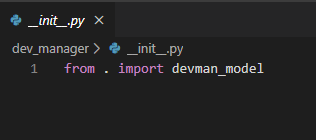 __init__.py ×
dev_manager > __init__.py
1 from . import devman_model